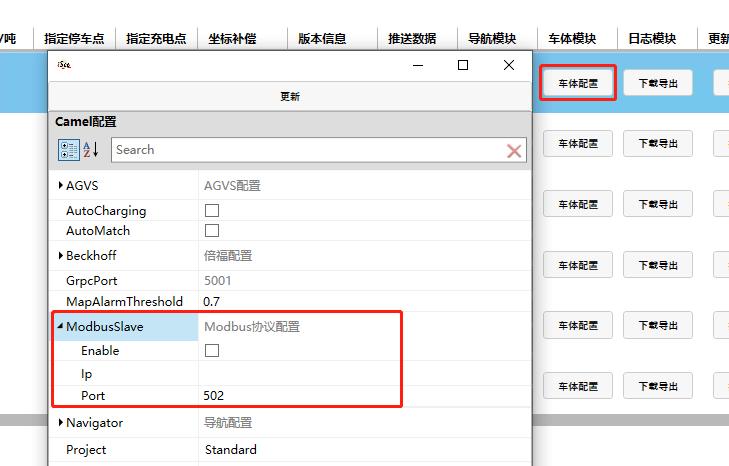 /吨 指定停车点 指定充电点 坐标补偿 版本信息 推送数据 导航模块 车体模块 日志模块 更新
更新
车体配置 下载导出
Camel配置
Search
车体配置 下载导出
AGVS AGVS配置
AutoCharging
车体配置 下载导出
AutoMatch
Beckhoff 倍福配置
车体配置 下载导出
GrpcPort 5001
MapAlarmThreshold 0.7
ModbusSlave Modbus协议配置
车体配置 下载导出
Enable
Ip
车体配置 下载导出
Port 502
Navigator 导航配置
Project Standard